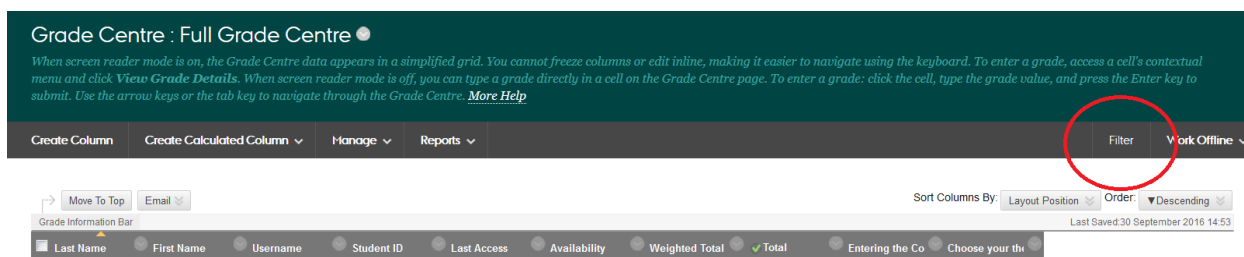 Grade Centre : Full Grade Centre
When screen reader mode is on, the Grade Centre data appears in a simplified grid. You cannot freeze columns or edit inline, making it easier to navigate using the keyboard. To enter a grade, access a cell's contextual
menu and click View Grade Details. When screen reader mode is off, you can type a grade directly in a cell on the Grade Centre page. To enter a grade: click the cell, type the grade value, and press the Enter key to
submit. Use the arrow keys or the tab key to navigate through the Grade Centre. More Help
Create Column Create Calculated Column Manage Reports Filter Work Offline
Move To Top Email Sort Columns By: Layout Position Order: ▼Descending
Grade Information Bar Last Saved:30 September 2016 14:53
Last Name First Name Username Student ID Last Access Availability Weighted Total Total Entering the Co Choose your the